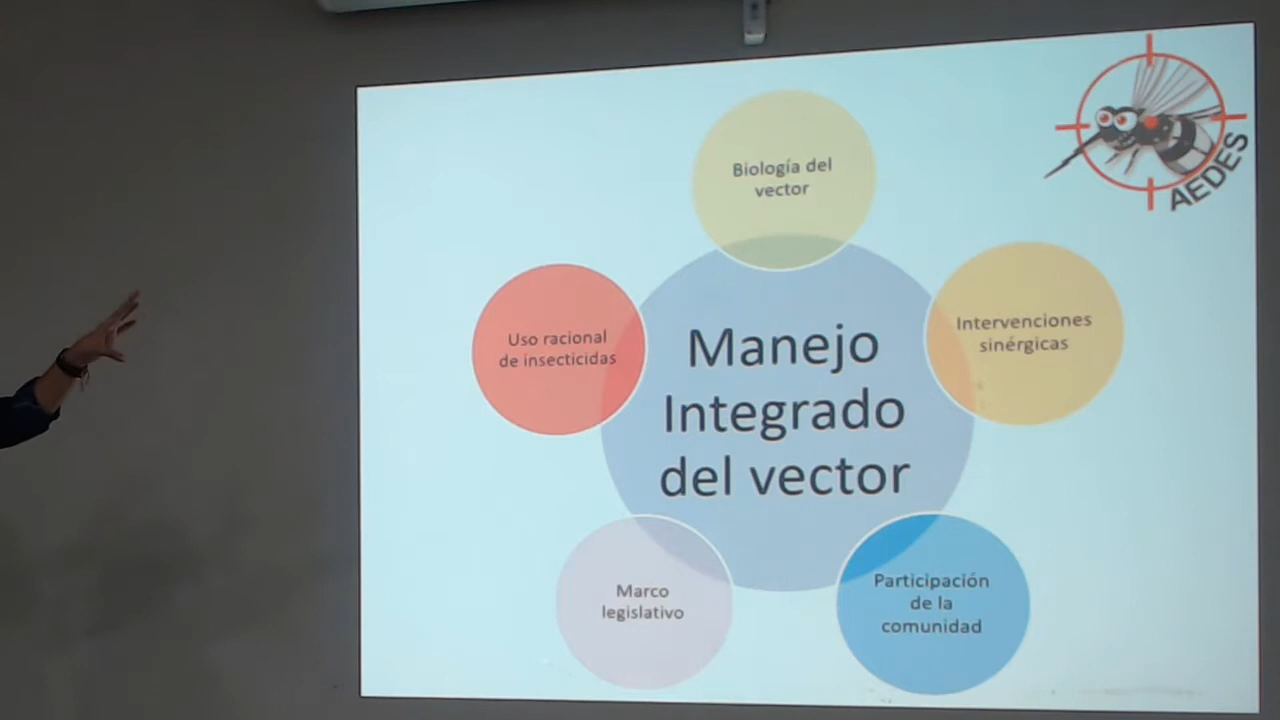 AEDES
Biología del
vector
Intervenciones
sinérgicas
Uso racional
de insecticidas
Manejo
Integrado
del vector
Participación
de la
comunidad
Marco
legislativo